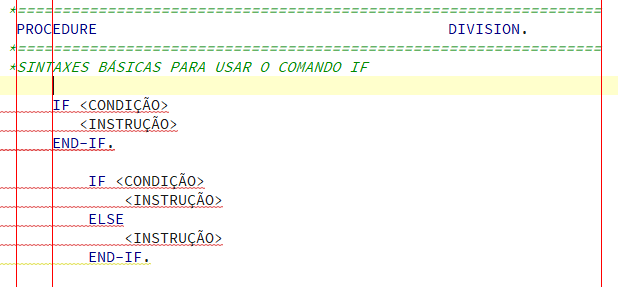 *================================================================
PROCEDURE                                       DIVISION.
*================================================================
*SINTAXES BÁSICAS PARA USAR O COMANDO IF
IF <CONDIÇÃO>
<INSTRUÇÃO>
END-IF.
IF <CONDIÇÃO>
<INSTRUÇÃO>
ELSE
<INSTRUÇÃO>
END-IF.